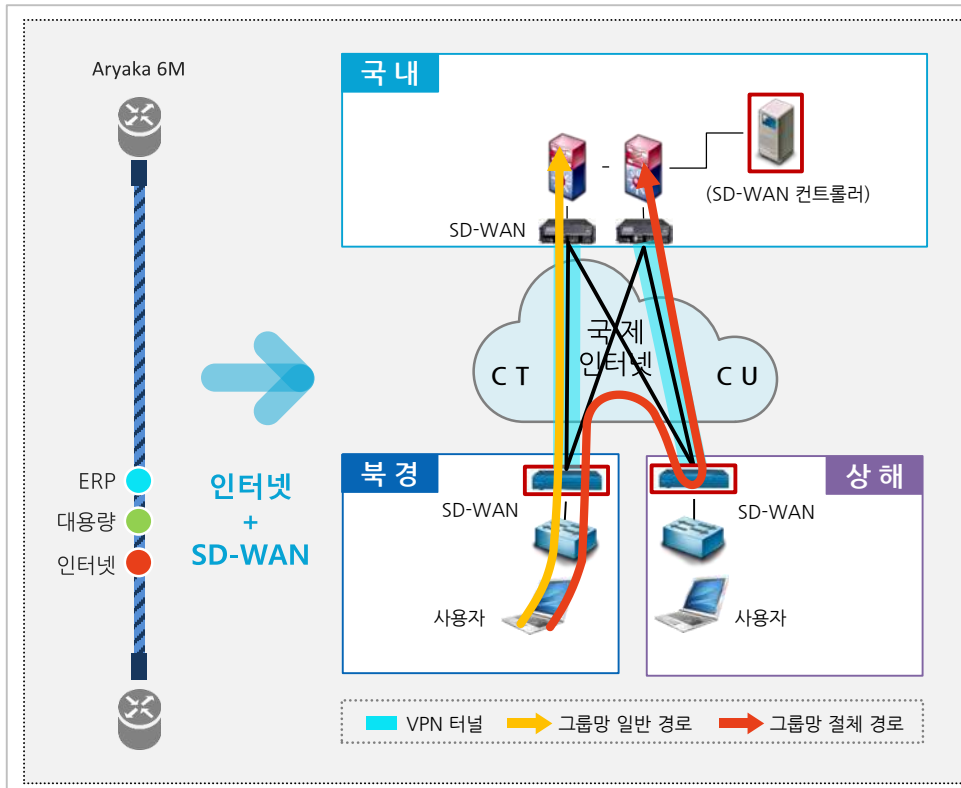 Aryaka 6M
국 내
(SD-WAN 컨트롤러)
SD-WAN
국 제
인터넷
C T
C U
ERP
대용량
인터넷
인터넷
+
SD-WAN
북 경
SD-WAN
사용자
상 해
SD-WAN
사용자
VPN 터널
그룹망 일반 경로
그룹망 절체 경로